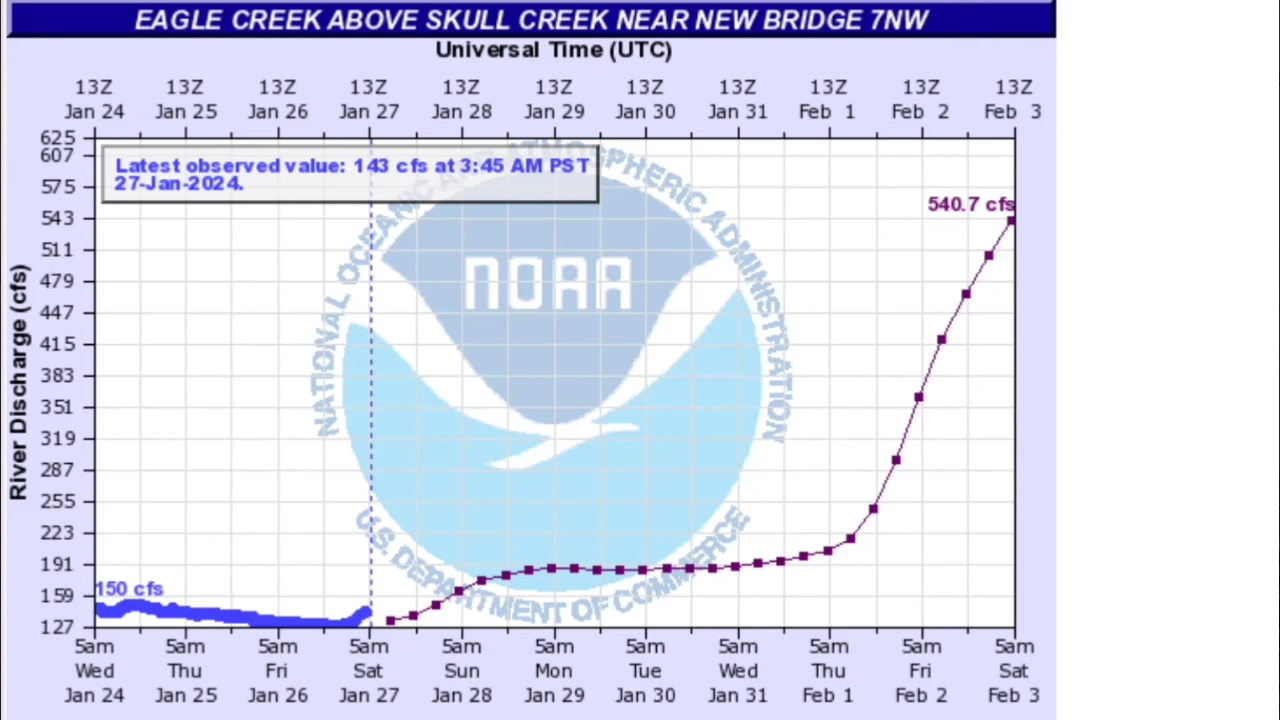 EAGLE CREEK ABOVE SKULL CREEK NEAR NEW BRIDGE 7NW
Universal Time (UTC)
13Z 13Z 13Z 13Z 13Z 13Z 13Z 13Z 13Z 13Z 13Z
Jan 24 Jan 25 Jan 26 Jan 27 Jan 28 Jan 29 Jan 30 Jan 31 Feb 1 Feb 2 Feb 3
625
607
575
543
511
479
447
415
383
351
319
287
255
223
191
159
127
River Discharge (cfs)
Latest observed value: 143 cfs at 3:45 AM PST
27-Jan-2024.
540.7 cfs
150 cfs
NATIONAL OCEANIC AND ATMOSPHERIC ADMINISTRATION
NOAA
U.S. DEPARTMENT OF COMMERCE
5am 5am 5am 5am 5am 5am 5am 5am 5am 5am 5am
Wed Thu Fri Sat Sun Mon Tue Wed Thu Fri Sat
Jan 24 Jan 25 Jan 26 Jan 27 Jan 28 Jan 29 Jan 30 Jan 31 Feb 1 Feb 2 Feb 3